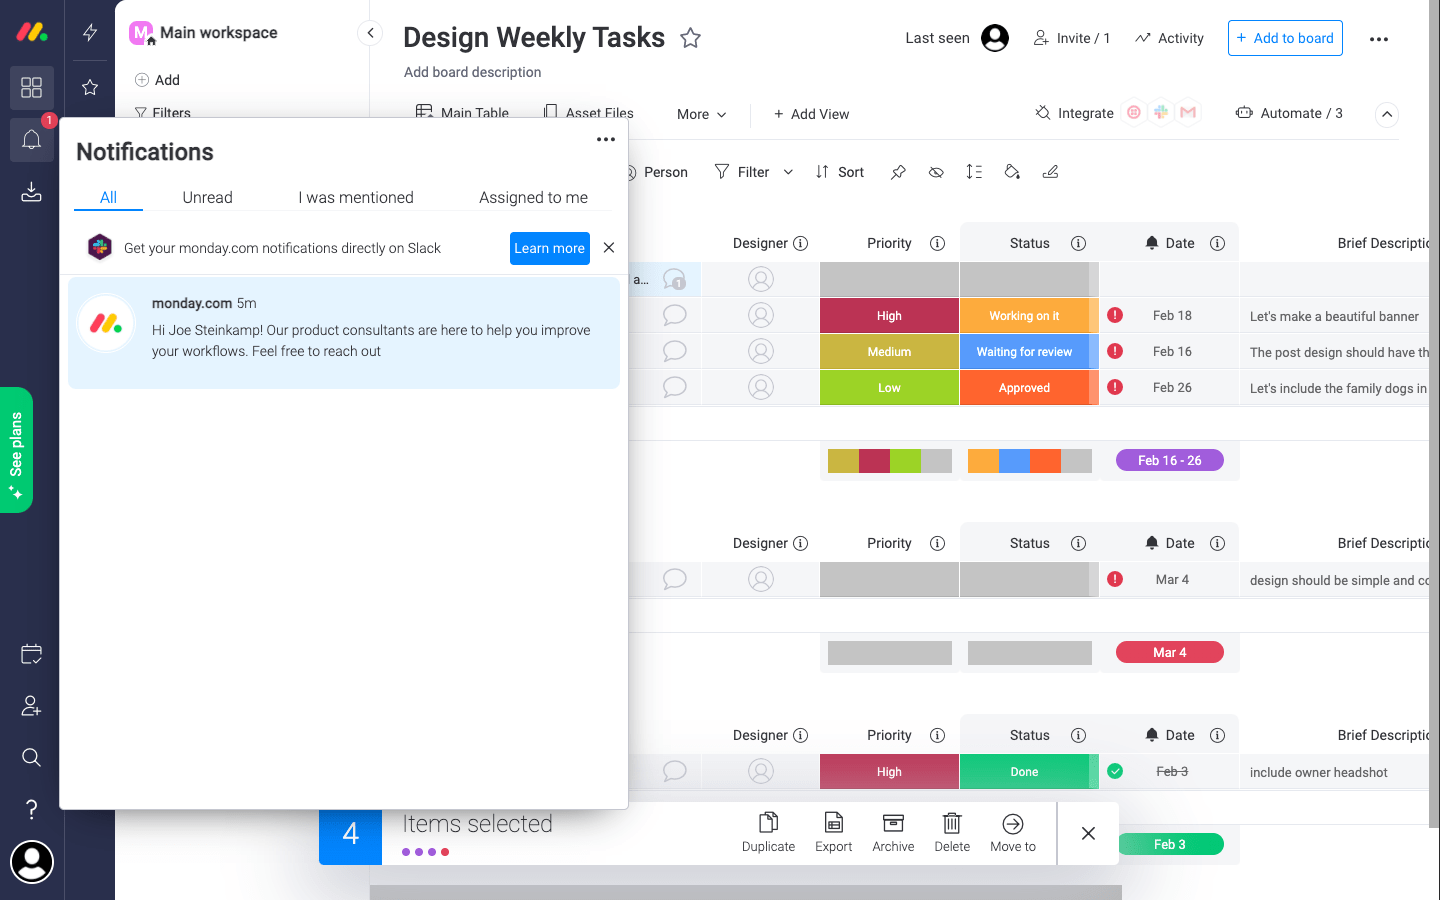 M Main workspace
Add
Filters
Design Weekly Tasks
Add board description
Last seen
Invite / 1
Activity
+ Add to board
Main Table
Asset Files
More
+ Add View
Integrate
Automate / 3
1
Notifications
All
Unread
I was mentioned
Assigned to me
Get your monday.com notifications directly on Slack
Learn more
monday.com 5m
Hi Joe Steinkamp! Our product consultants are here to help you improve
your workflows. Feel free to reach out
See plans
Person
Filter
Sort
Designer
Priority
Status
Date
Brief Descriptio
a...
1
High
Working on it
Feb 18
Let's make a beautiful banner
Medium
Waiting for review
Feb 16
The post design should have th
Low
Approved
Feb 26
Let's include the family dogs in
Feb 16 - 26
Designer
Priority
Status
Date
Brief Descriptio
Mar 4
design should be simple and co
Mar 4
Designer
Priority
Status
Date
Brief Descriptio
High
Done
Feb 3
include owner headshot
4
Items selected
Duplicate
Export
Archive
Delete
Move to
Feb 3